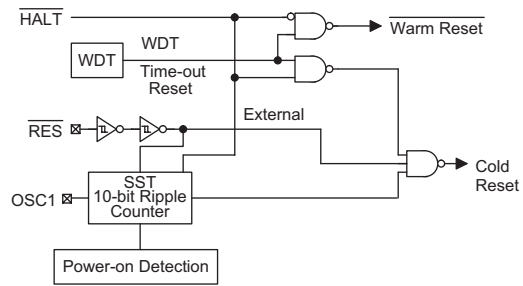 HALT
WDT
WDT
Time-out
Reset
Warm Reset
RES
External
OSC1
SST
10-bit Ripple
Counter
Cold
Reset
Power-on Detection